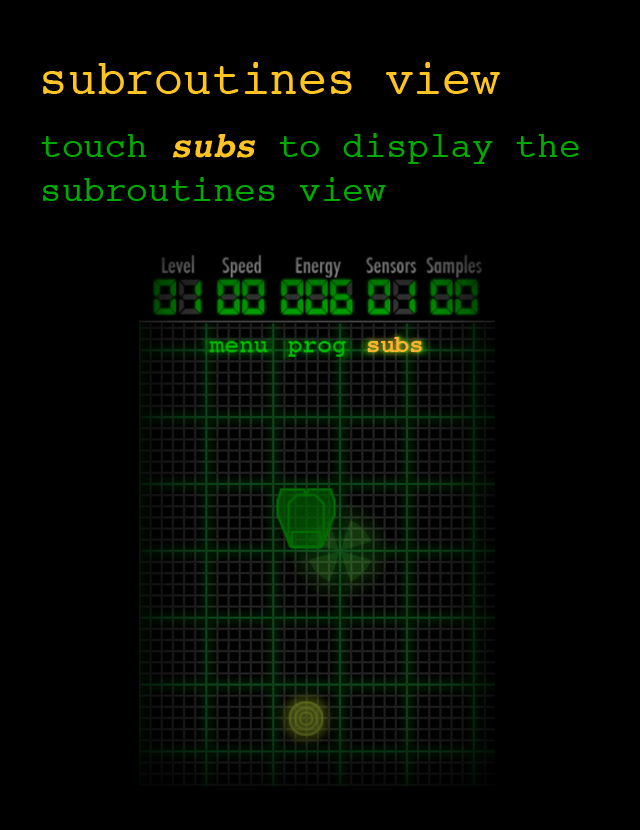 subroutines view
touch subs to display the
subroutines view
Level Speed Energy Sensors Samples
01 00 006 01 00
menu prog subs